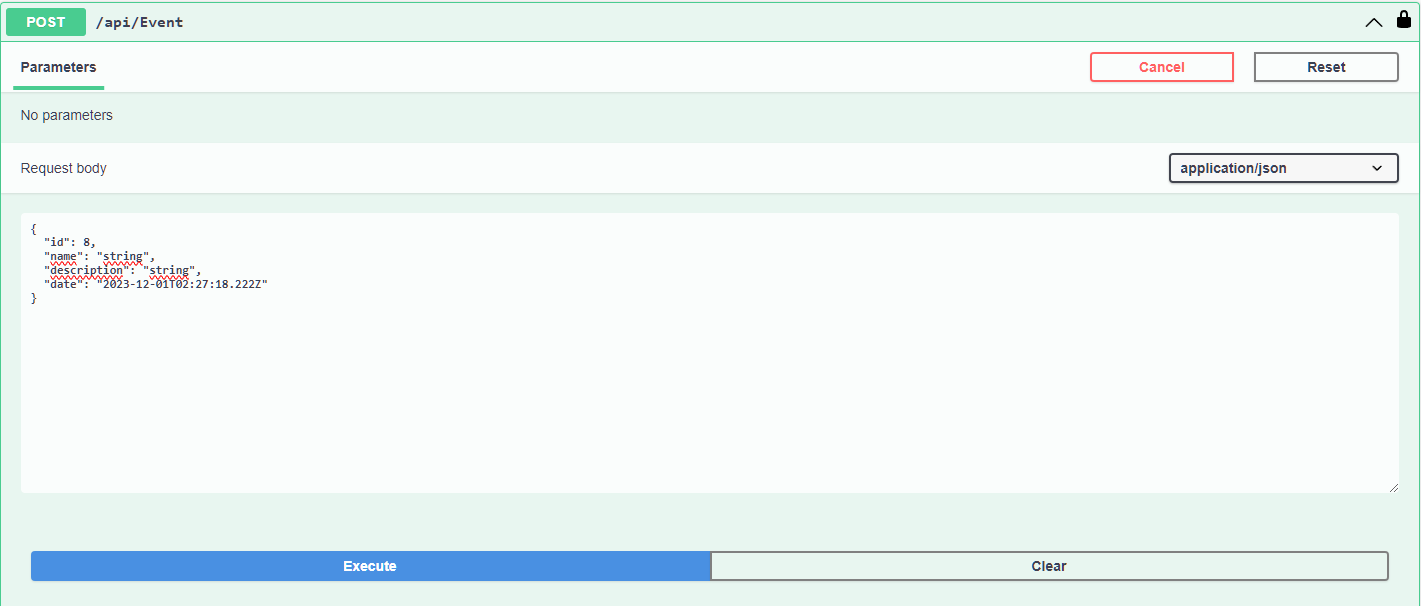 POST /api/Event
Parameters Cancel Reset
No parameters
Request body application/json
{
"id": 8,
"name": "string",
"description": "string",
"date": "2023-12-01T02:27:18.222Z"
}
Execute Clear